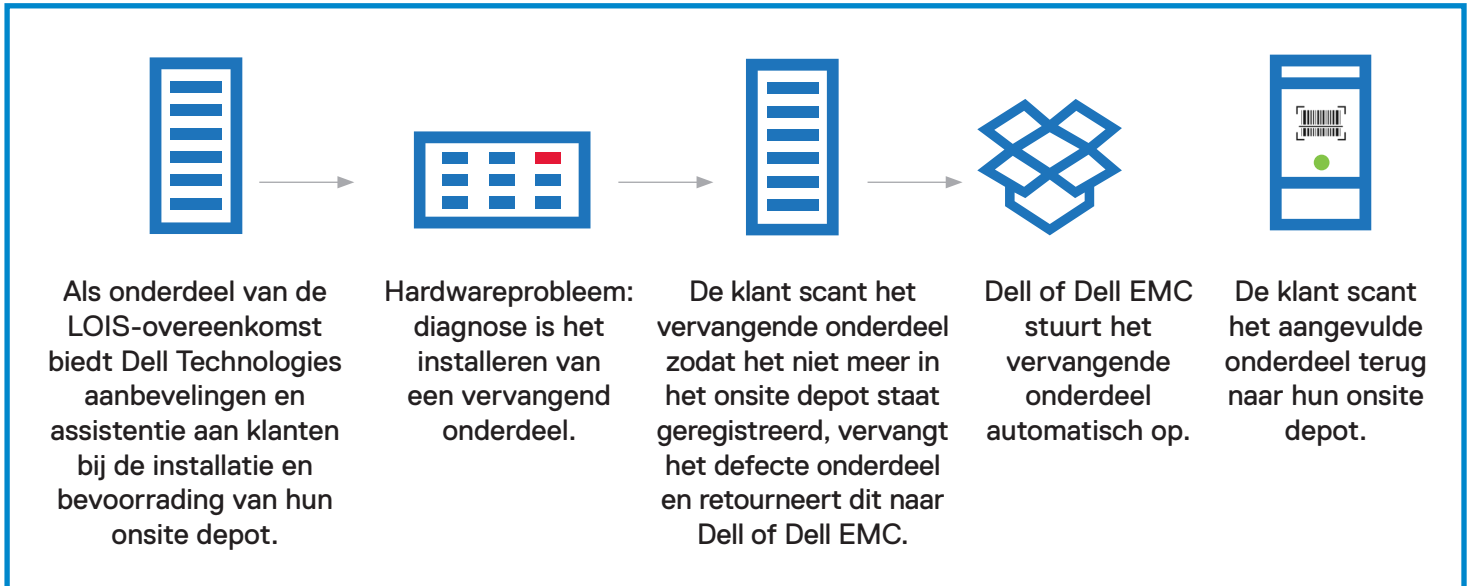 Als onderdeel van de
LOIS-overeenkomst
biedt Dell Technologies
aanbevelingen en
assistentie aan klanten
bij de installatie en
bevoorrading van hun
onsite depot.
Hardwareprobleem:
diagnose is het
installeren van
een vervangend
onderdeel.
De klant scant het
vervangende onderdeel
zodat het niet meer in
het onsite depot staat
geregistreerd, vervangt
het defecte onderdeel
en retourneert dit naar
Dell of Dell EMC.
Dell of Dell EMC
stuurt het
vervangende
onderdeel
automatisch op.
De klant scant
het aangevulde
onderdeel terug
naar hun onsite
depot.